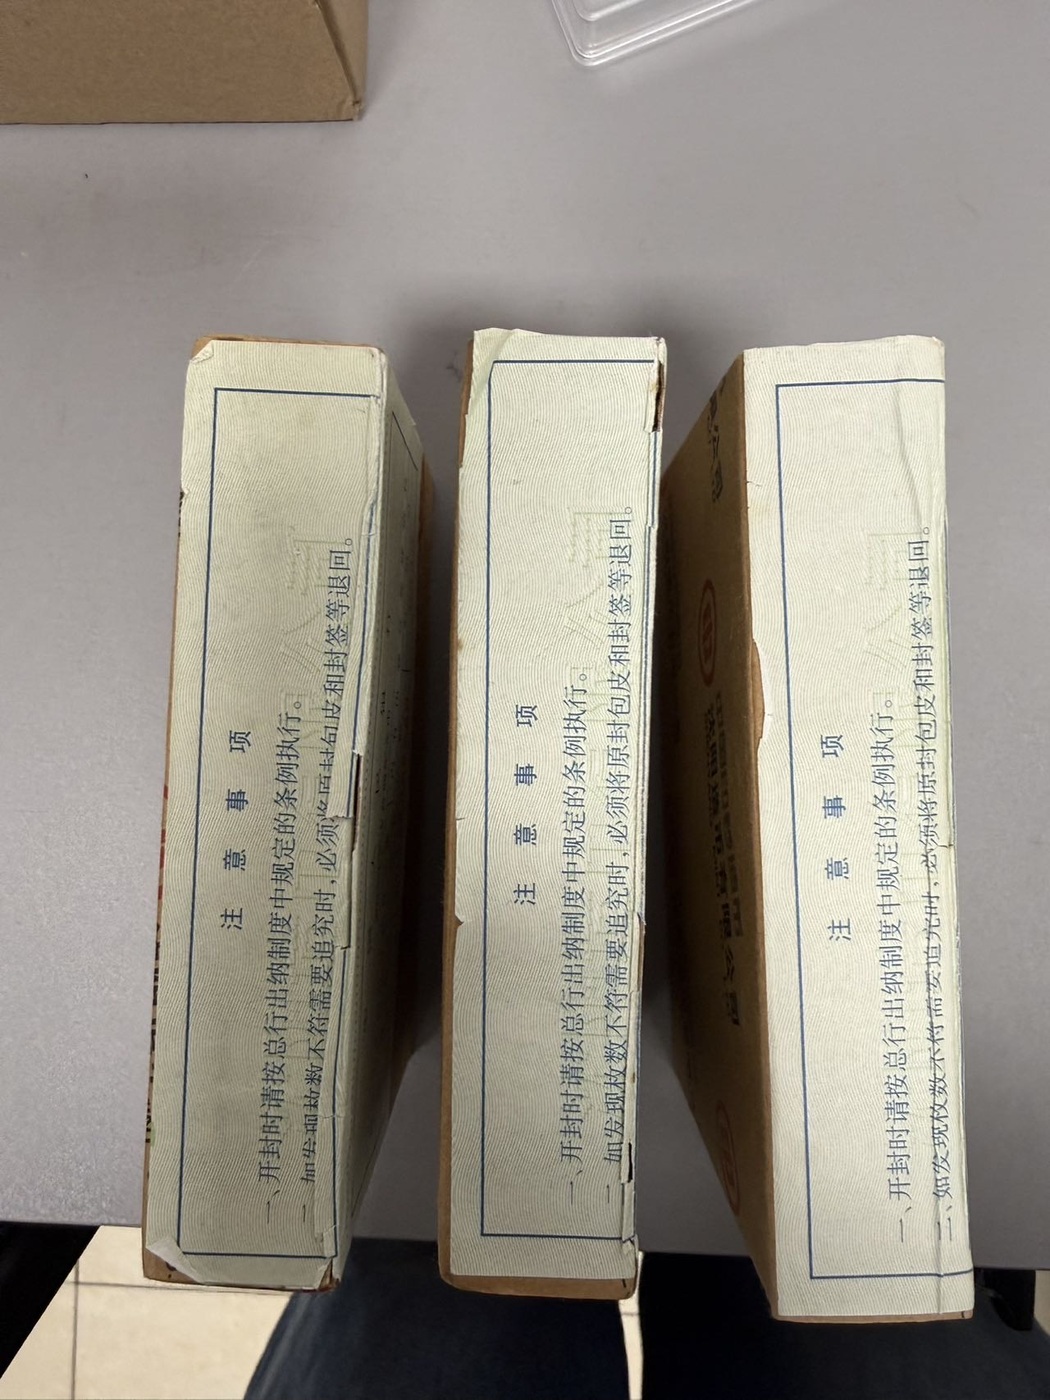 注意事项
一、开封时请按总行出纳制度中规定的条例执行。
二、如发现枚数不符需要追究时,必须将原封包皮和封签等退回。
注意事项
一、开封时请按总行出纳制度中规定的条例执行。
二、如发现枚数不符需要追究时,必须将原封包皮和封签等退回。
注意事项
一、开封时请按总行出纳制度中规定的条例执行。
二、如发现枚数不符需要追究时,必须将原封包皮和封签等退回。